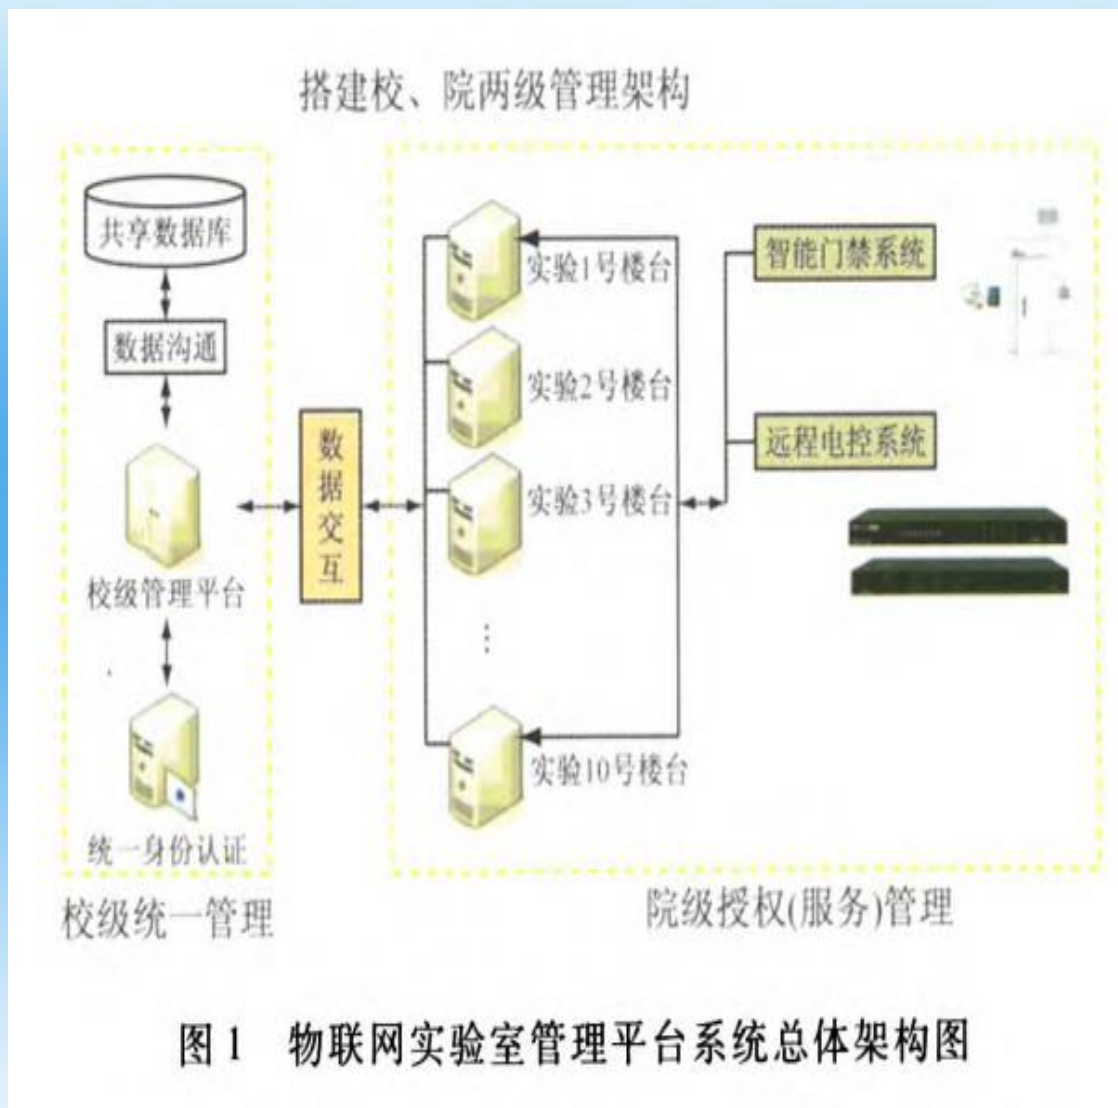 搭建校、院两级管理架构
共享数据库
数据沟通
校级管理平台
统一身份认证
校级统一管理
数据交互
实验1号楼台
实验2号楼台
实验3号楼台
⋮
实验10号楼台
智能门禁系统
远程电控系统
院级授权(服务)管理
图1 物联网实验室管理平台系统总体架构图